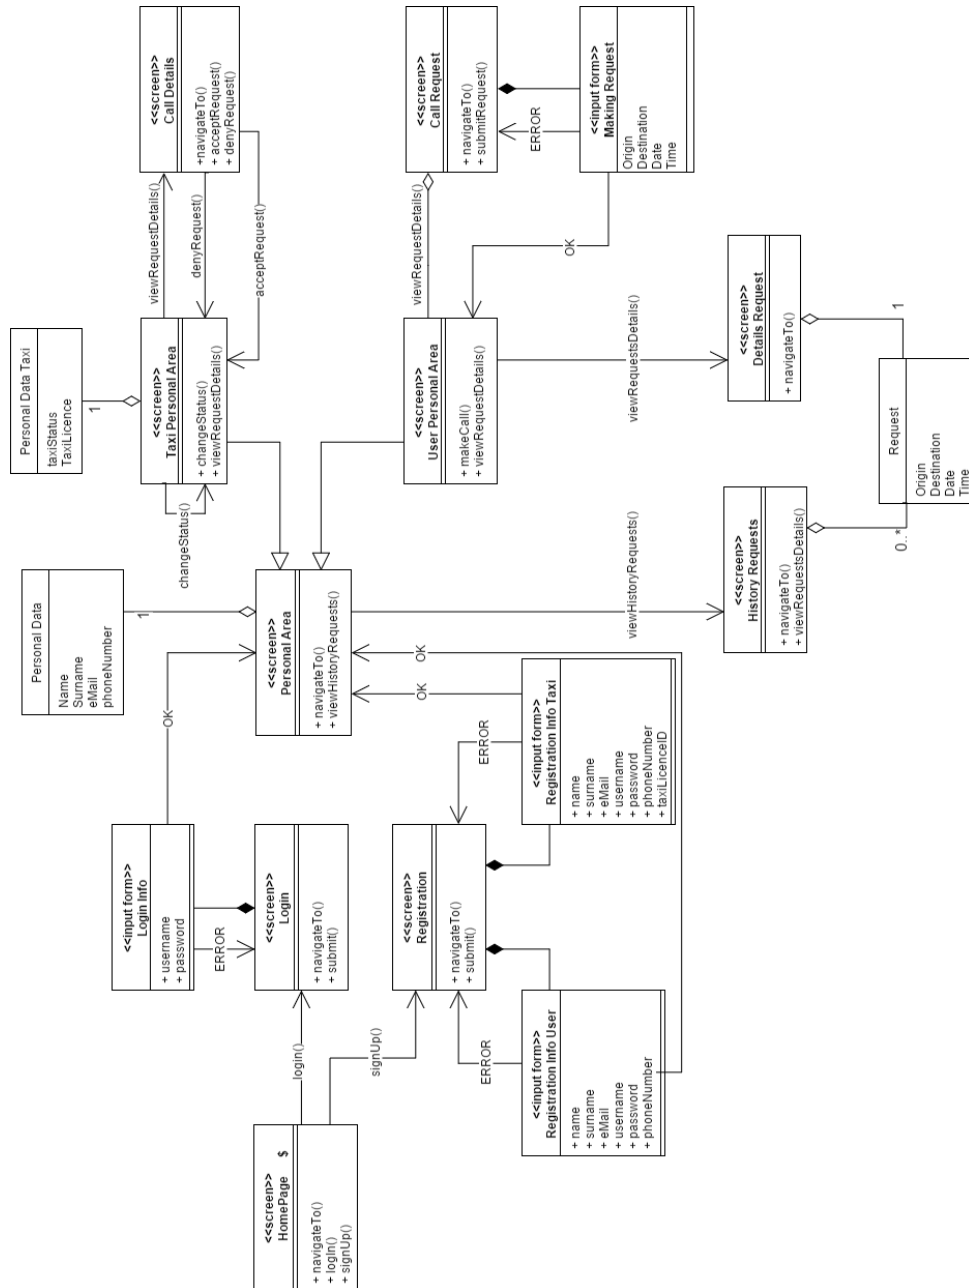 Personal Data
Name
Surname
eMail
phoneNumber
1
Personal Data Taxi
taxiStatus
TaxiLicence
1
<<input form>>
Login Info
+ username
+ password
OK
ERROR
<<screen>>
Call Details
+navigateTo()
+ acceptRequest()
+ denyRequest()
viewRequestDetails()
denyRequest()
acceptRequest()
<<screen>>
Taxi Personal Area
+ changeStatus()
+ viewRequestDetails()
changeStatus()
<<screen>>
HomePage $
+ navigateTo()
+ logIn()
+ signUp()
login()
signUp()
<<screen>>
Login
+ navigateTo()
+ submit()
<<screen>>
Personal Area
+ navigateTo()
+ viewHistoryRequests()
<<screen>>
Registration
+ navigateTo()
+ submit()
OK
OK
<<screen>>
User Personal Area
+ makeCall()
+ viewRequestDetails()
viewRequestDetails()
<<screen>>
Call Request
+ navigateTo()
+ submitRequest()
ERROR
ERROR
ERROR
OK
<<input form>>
Registration Info User
+ name
+ surname
+ eMail
+ username
+ password
+ phoneNumber
<<input form>>
Registration Info Taxi
+ name
+ surname
+ eMail
+ username
+ password
+ phoneNumber
+ taxiLicenceID
<<input form>>
Making Request
Origin
Destination
Date
Time
viewHistoryRequests()
viewRequestsDetails()
<<screen>>
History Requests
+ navigateTo()
+ viewRequestsDetails()
<<screen>>
Details Request
+ navigateTo()
0..*
1
Request
Origin
Destination
Date
Time